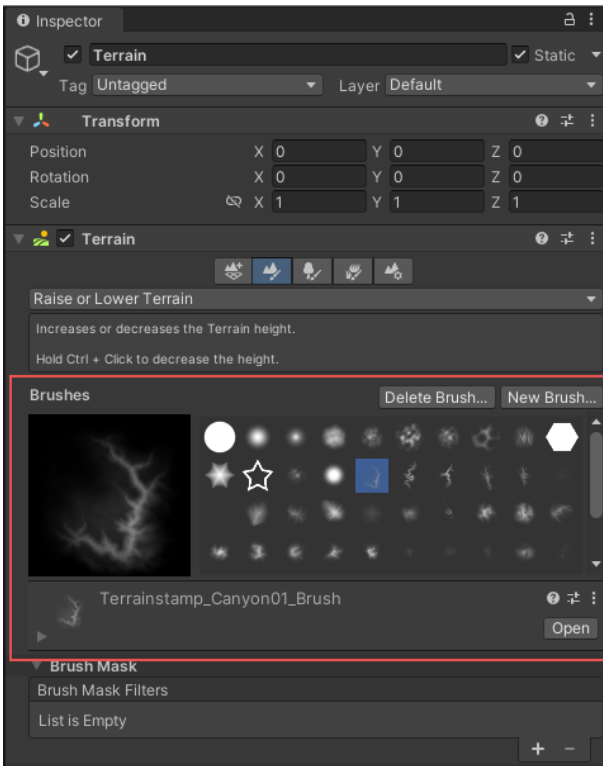 Inspector
Terrain Static
Tag Untagged Layer Default
Transform
Position X 0 Y 0 Z 0
Rotation X 0 Y 0 Z 0
Scale X 1 Y 1 Z 1
Terrain
Raise or Lower Terrain
Increases or decreases the Terrain height.
Hold Ctrl + Click to decrease the height.
Brushes Delete Brush... New Brush...
Terrainstamp_Canyon01_Brush
Open
Brush Mask
Brush Mask Filters
List is Empty
+ −